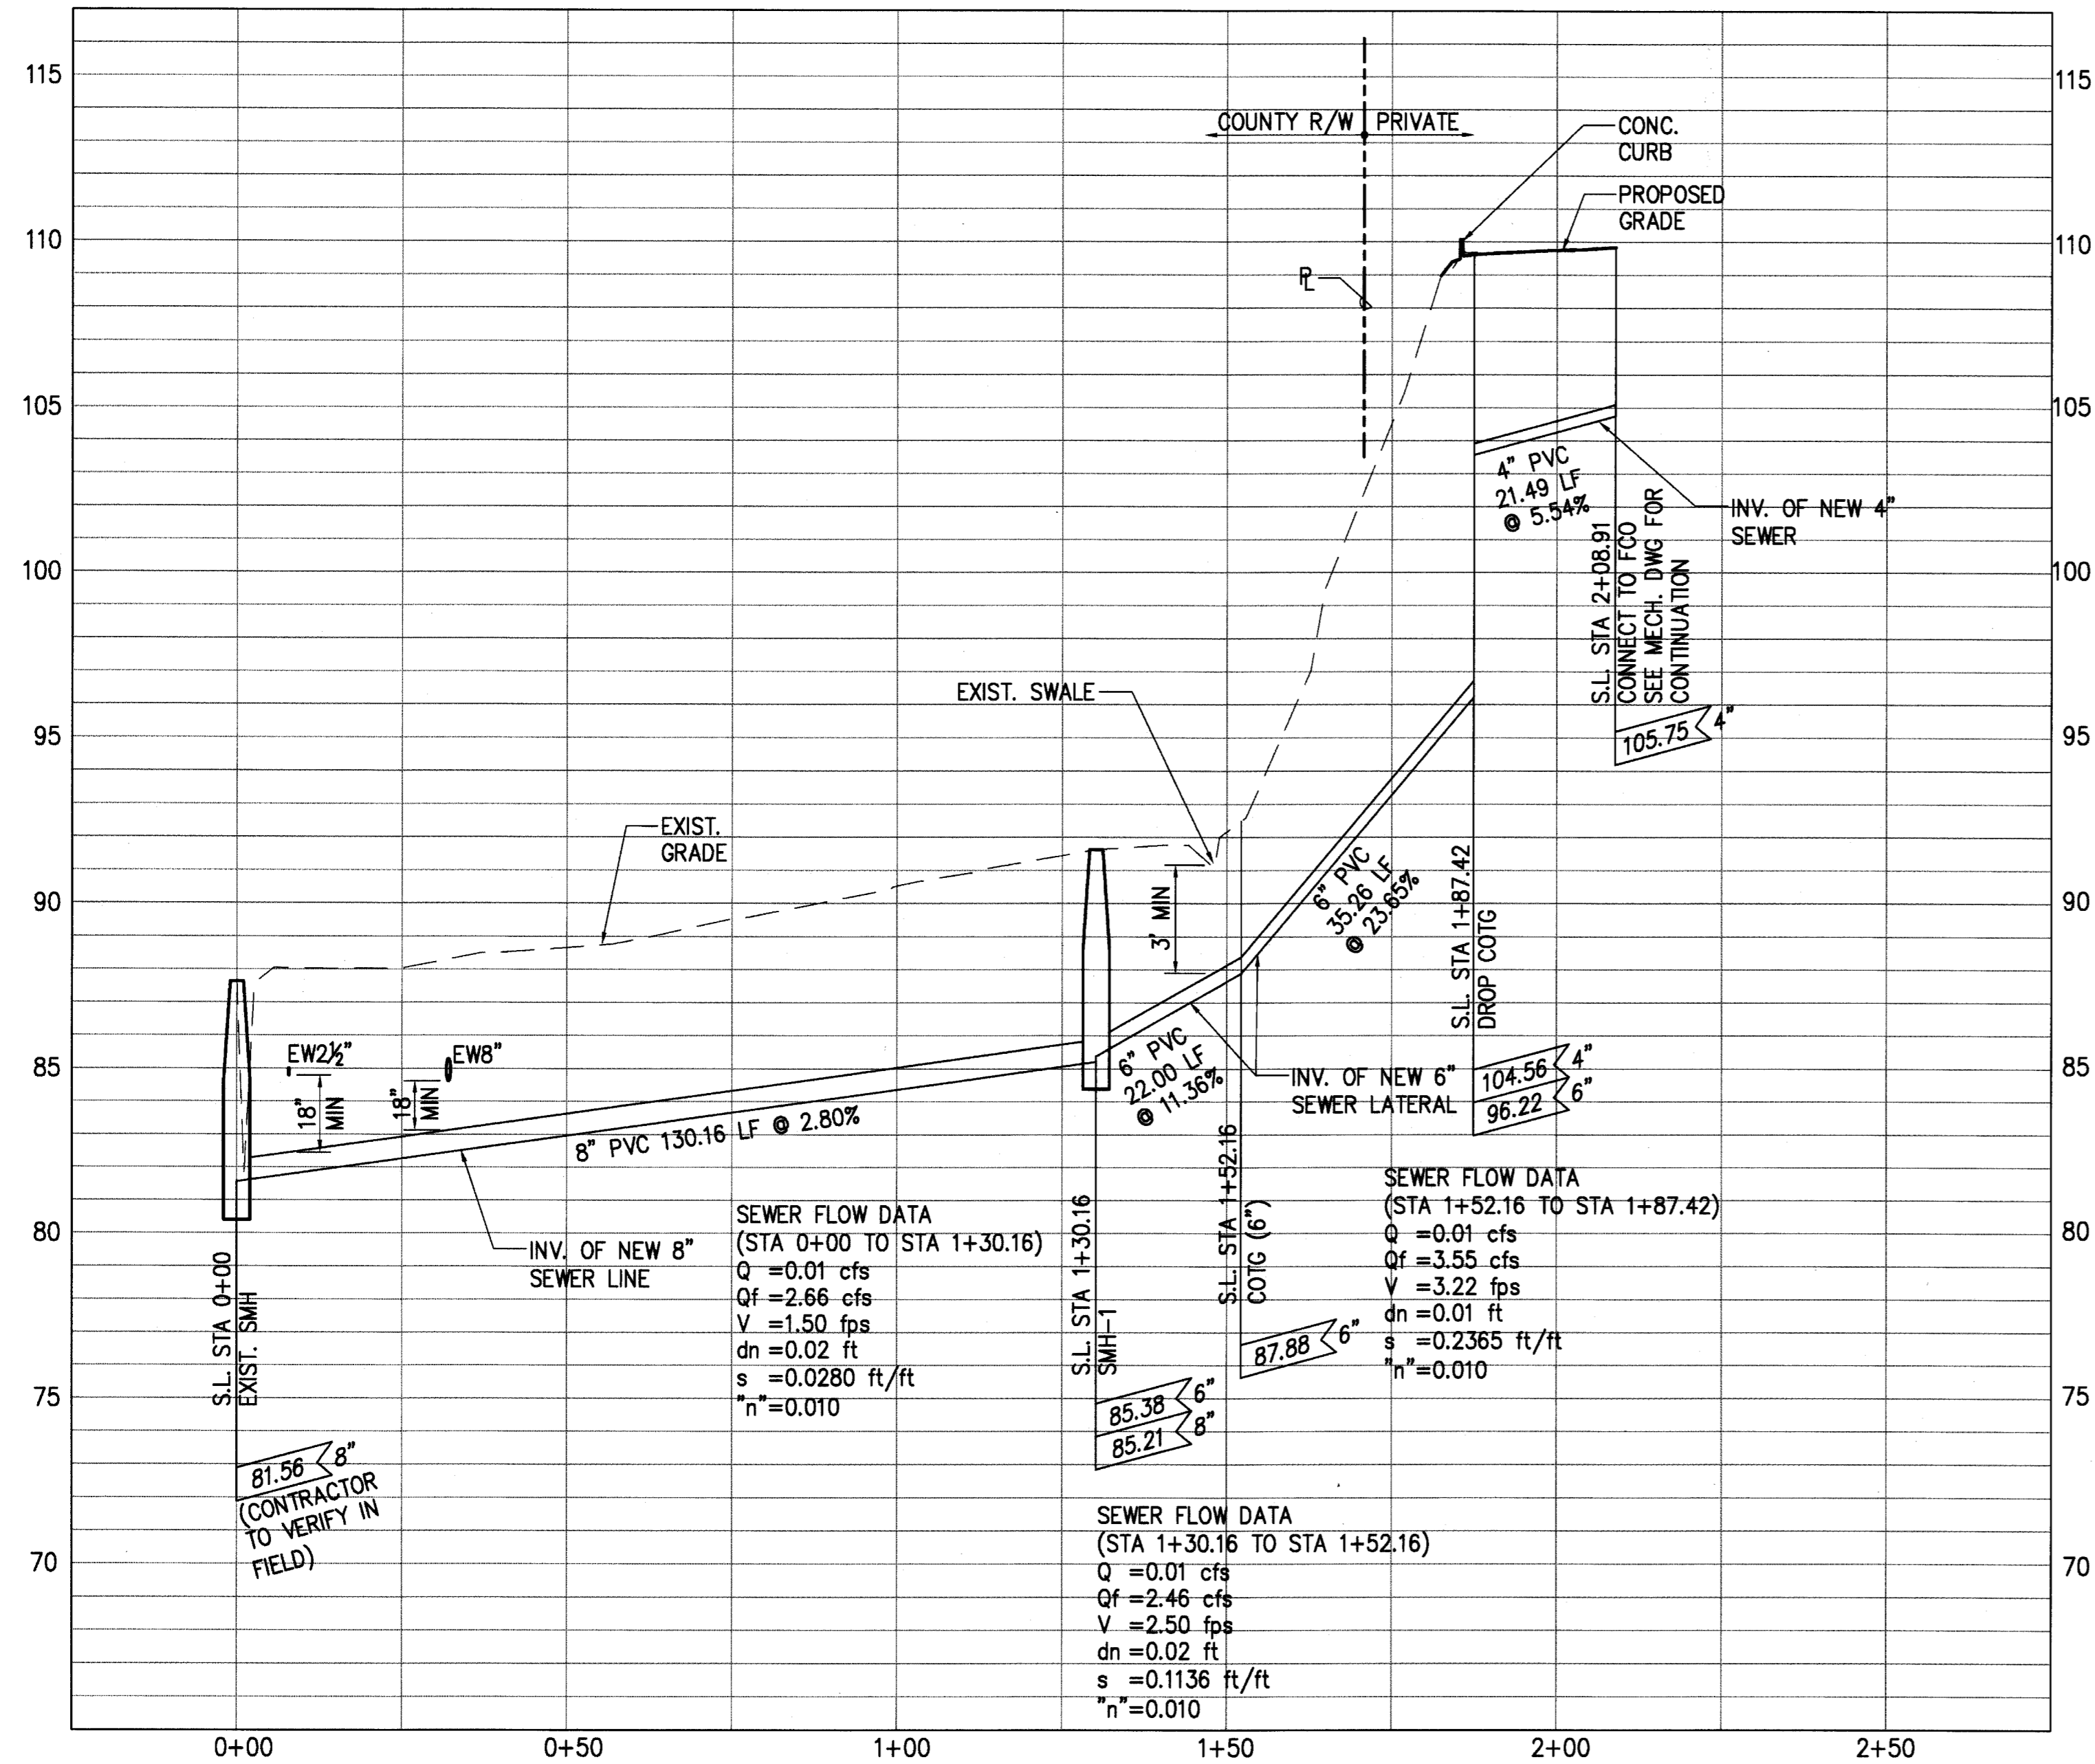 115
115
COUNTY R/W
PRIVATE
CONC.
CURB
PROPOSED
GRADE
110
110
PL
105
105
4" PVC
21.49 LF
@ 5.54%
INV. OF NEW 4"
SEWER
S.L. STA 2+08.91
CONNECT TO FCO
SEE MECH. DWG FOR
CONTINUATION
100
100
EXIST. SWALE
95
95
105.75 4"
EXIST.
GRADE
90
90
3' MIN
6" PVC
35.26 LF
@ 23.65%
S.L. STA 1+87.42
DROP COTG
EW2½"
EW8"
85
85
18"
MIN
18"
MIN
8" PVC 130.16 LF @ 2.80%
6" PVC
22.00 LF
@ 11.36%
INV. OF NEW 6"
SEWER LATERAL
104.56 4"
96.22 6"
80
80
INV. OF NEW 8"
SEWER LINE
S.L. STA 0+00
EXIST. SMH
SEWER FLOW DATA
(STA 0+00 TO STA 1+30.16)
Q =0.01 cfs
Qf =2.66 cfs
V =1.50 fps
dn =0.02 ft
s =0.0280 ft/ft
"n"=0.010
S.L. STA 1+30.16
SMH-1
S.L. STA 1+52.16
COTG (6")
SEWER FLOW DATA
(STA 1+52.16 TO STA 1+87.42)
Q =0.01 cfs
Qf =3.55 cfs
V =3.22 fps
dn =0.01 ft
s =0.2365 ft/ft
"n"=0.010
87.88 6"
75
75
85.38 6"
85.21 8"
81.56 8"
(CONTRACTOR
TO VERIFY IN
FIELD)
70
70
SEWER FLOW DATA
(STA 1+30.16 TO STA 1+52.16)
Q =0.01 cfs
Qf =2.46 cfs
V =2.50 fps
dn =0.02 ft
s =0.1136 ft/ft
"n"=0.010
0+00
0+50
1+00
1+50
2+00
2+50